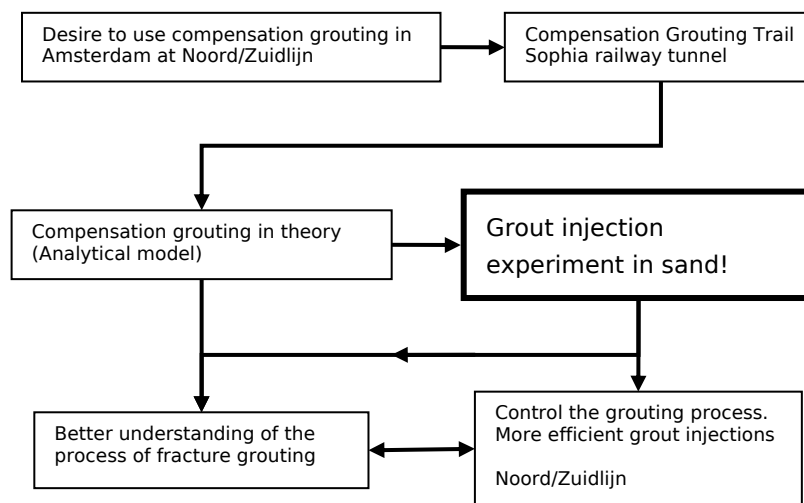 Desire to use compensation grouting in
Amsterdam at Noord/Zuidlijn
Compensation Grouting Trail
Sophia railway tunnel
Compensation grouting in theory
(Analytical model)
Grout injection
experiment in sand!
Better understanding of the
process of fracture grouting
Control the grouting process.
More efficient grout injections
Noord/Zuidlijn